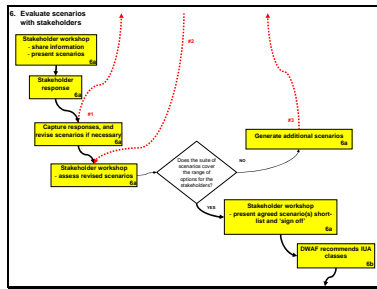 6. Evaluate scenarios
with stakeholders
#2
Stakeholder workshop
- share information
- present scenarios
6a
Stakeholder
response
6a
#1
#3
Capture responses, and
revise scenarios if necessary
6a
Generate additional scenarios
6a
Stakeholder workshop
- assess revised scenarios
6a
Does the suite of
scenarios cover
the range of
options for the
stakeholders?
NO
YES
Stakeholder workshop
- present agreed scenario(s) short-
list and 'sign off'
6a
DWAF recommends IUA
classes
6b